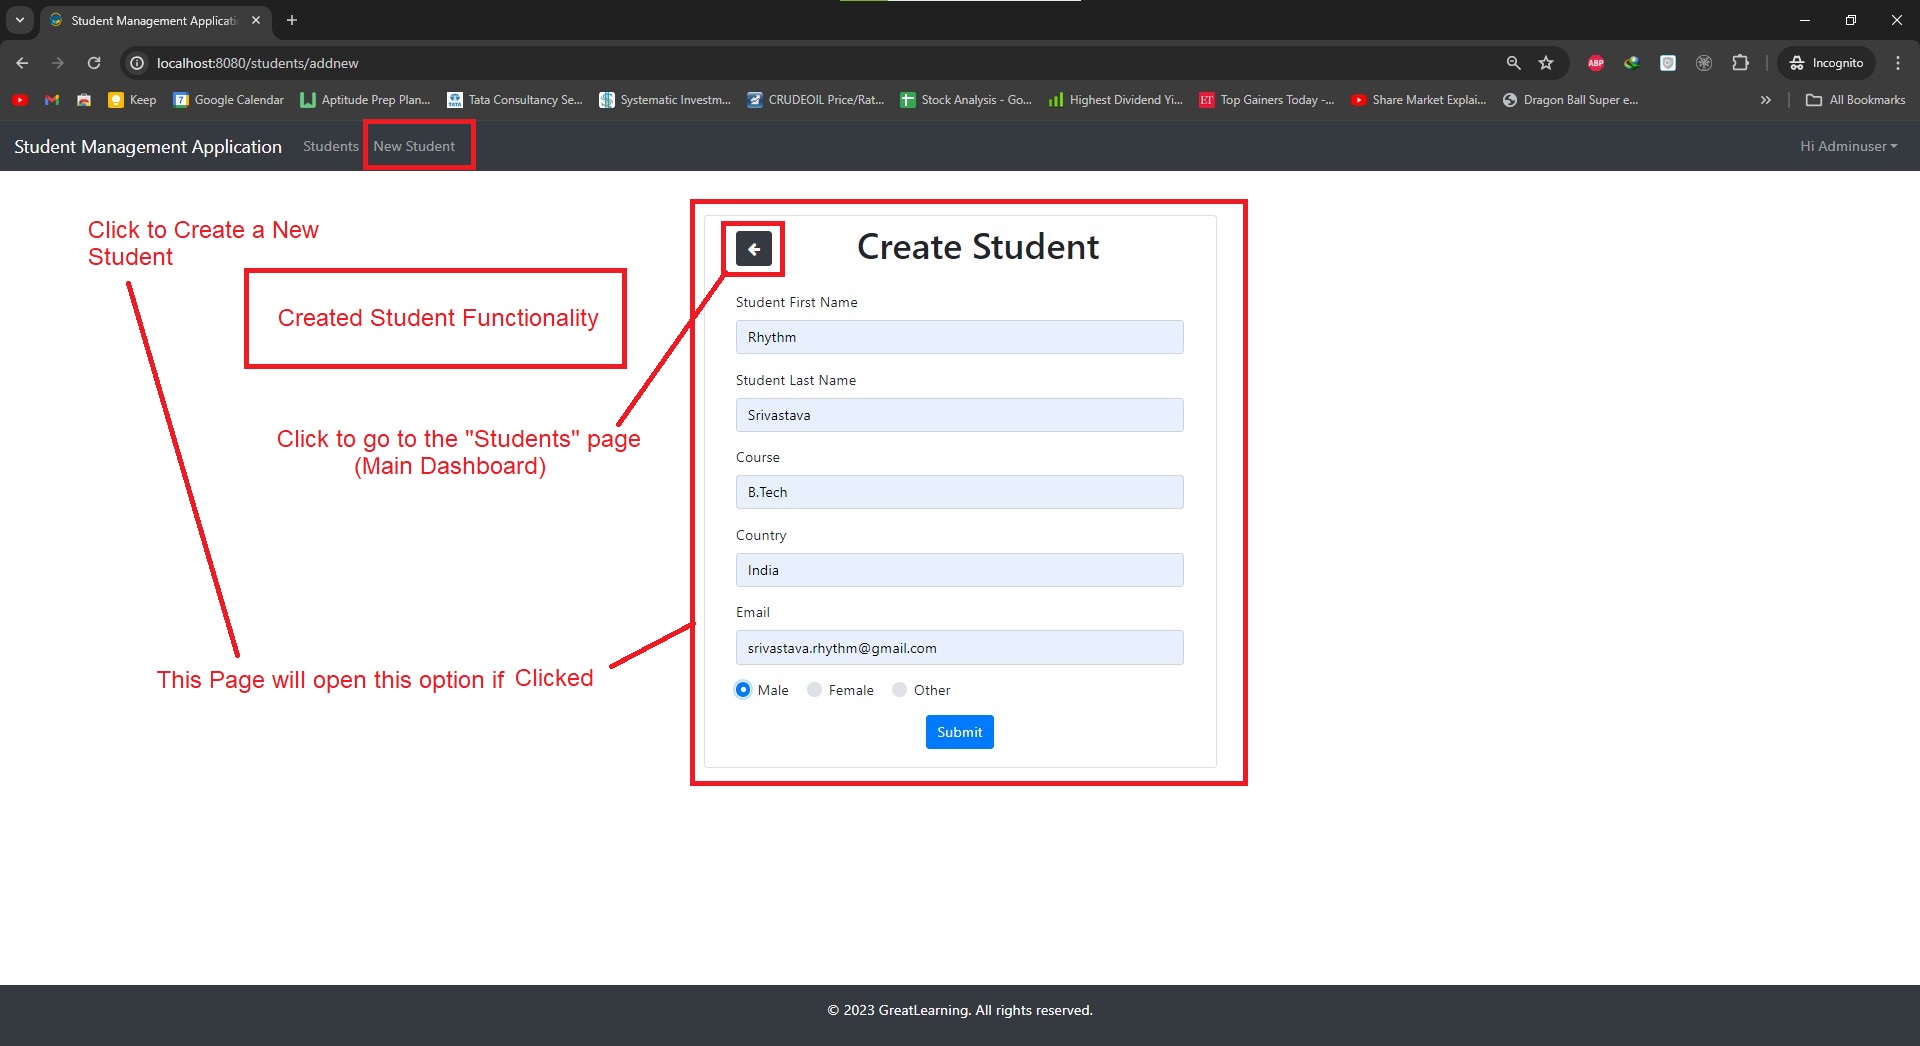 Student Management Applicati
localhost:8080/students/addnew
ABP
Incognito
Keep
7 Google Calendar
Aptitude Prep Plan...
TATA Tata Consultancy Se...
Systematic Investm...
CRUDEOIL Price/Rat...
Stock Analysis - Go...
Highest Dividend Yi...
ET Top Gainers Today -...
Share Market Explai...
Dragon Ball Super e...
All Bookmarks
Student Management Application
Students
New Student
Hi Adminuser
Click to Create a New
Student
Created Student Functionality
Click to go to the "Students" page
(Main Dashboard)
This Page will open this option if Clicked
Create Student
Student First Name
Rhythm
Student Last Name
Srivastava
Course
B.Tech
Country
India
Email
srivastava.rhythm@gmail.com
Male Female Other
Submit
© 2023 GreatLearning. All rights reserved.